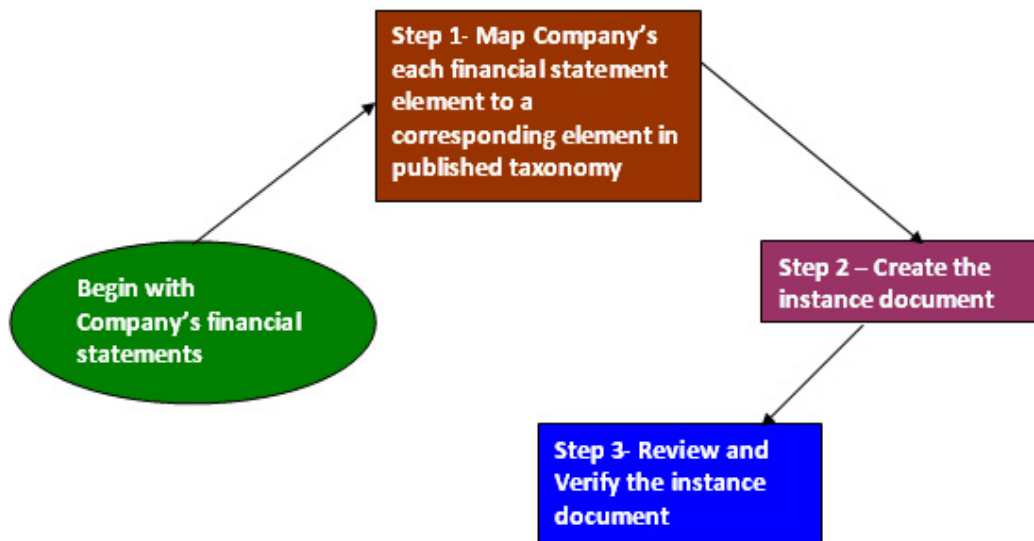 Begin with
Company's financial
statements
Step 1- Map Company's
each financial statement
element to a
corresponding element in
published taxonomy
Step 2 – Create the
instance document
Step 3- Review and
Verify the instance
document